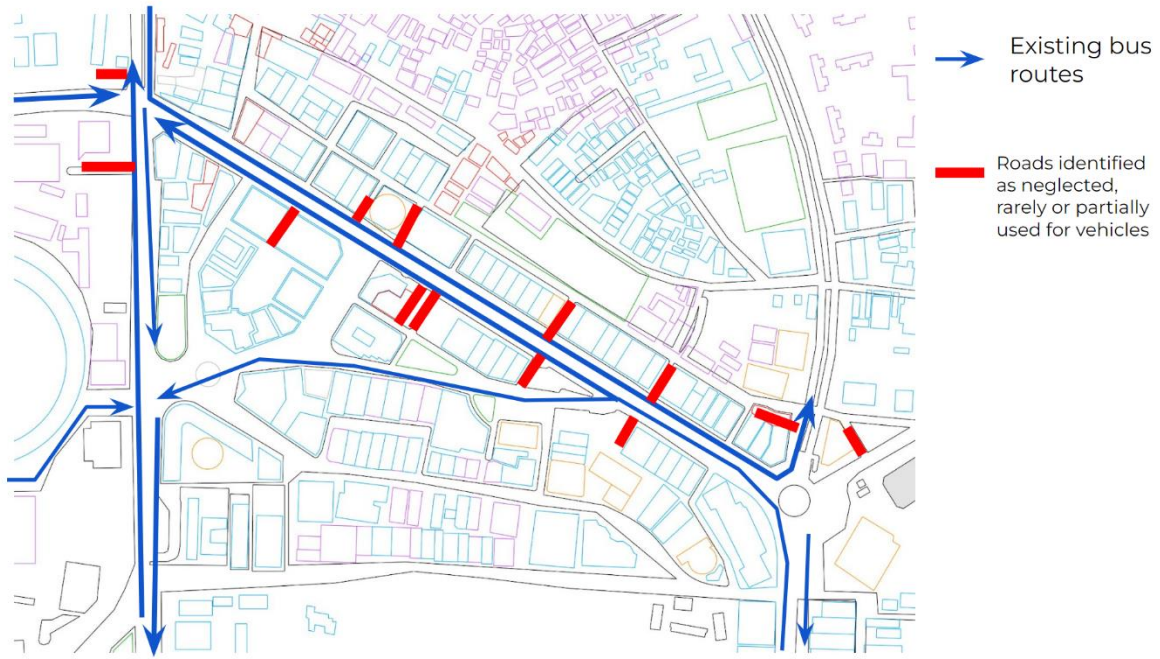 Existing bus
routes
Roads identified
as neglected,
rarely or partially
used for vehicles